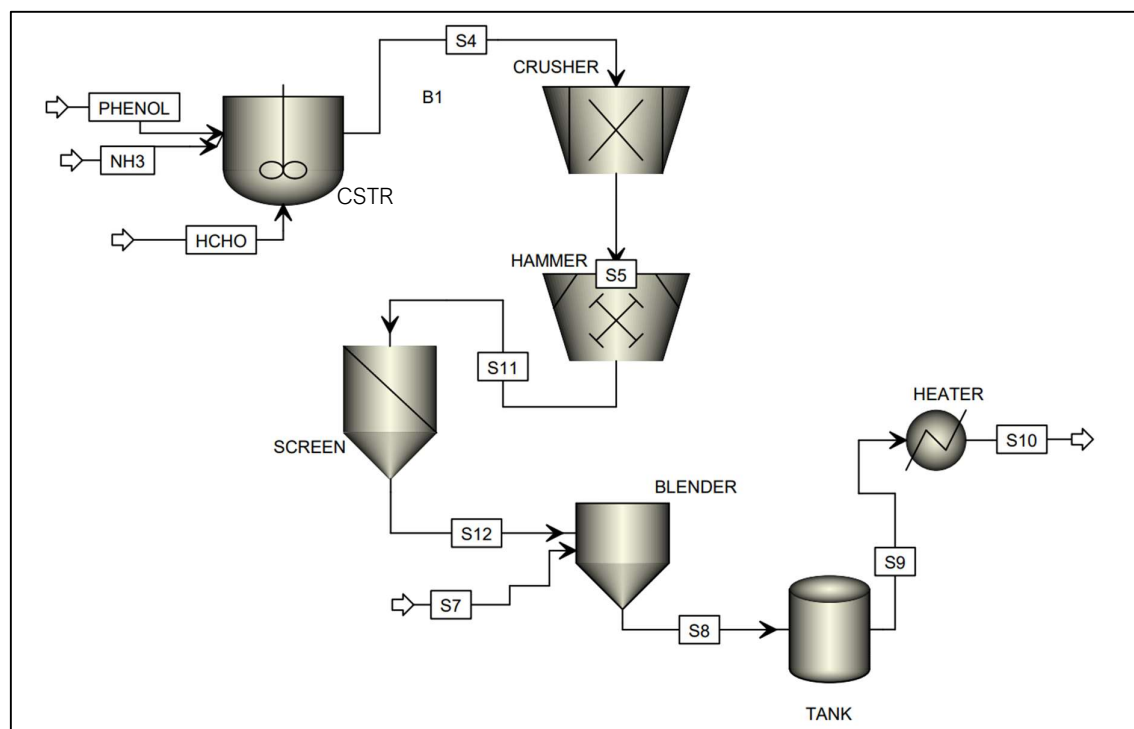 S4
CRUSHER
PHENOL
B1
NH3
CSTR
HCHO
HAMMER
S5
S11
HEATER
S10
SCREEN
BLENDER
S12
S9
S7
S8
TANK